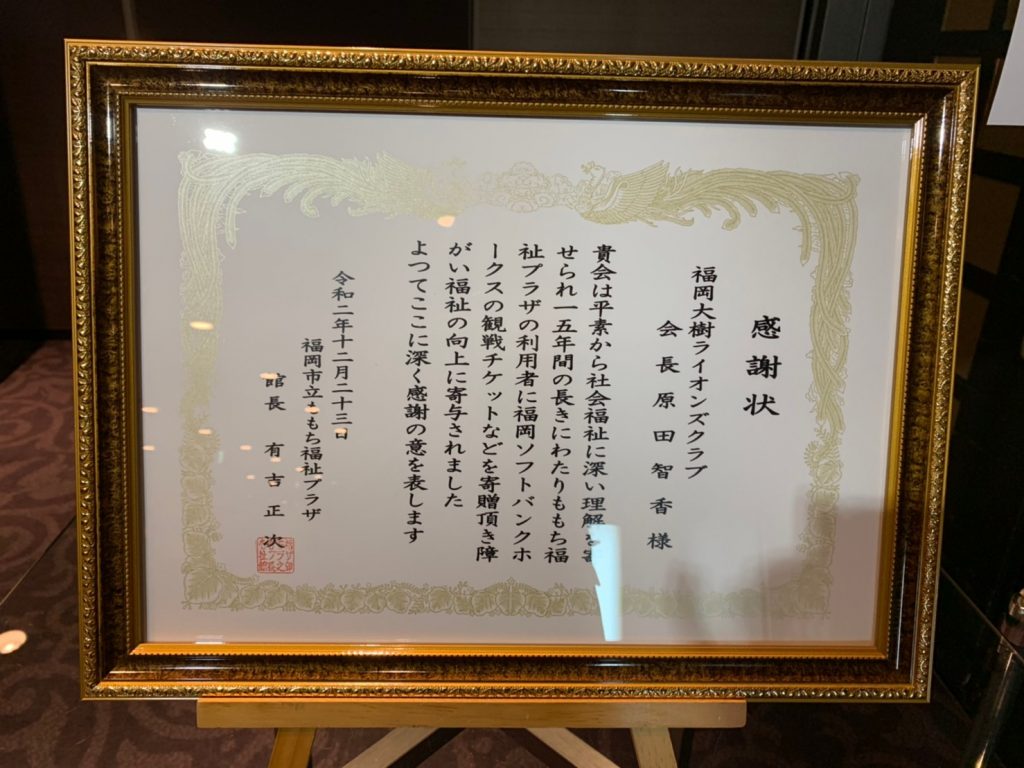 感謝状
福岡大樹ライオンズクラブ
会長 原田智香様
貴会は平素から社会福祉に深い理解を寄
せられ一五年間の長きにわたりももち福
祉プラザの利用者に福岡ソフトバンクホ
ークスの観戦チケットなどを寄贈頂き障
がい福祉の向上に寄与されました
よつてここに深く感謝の意を表します
令和二年十二月二十三日
福岡市立ももち福祉プラザ
館長 有吉正次